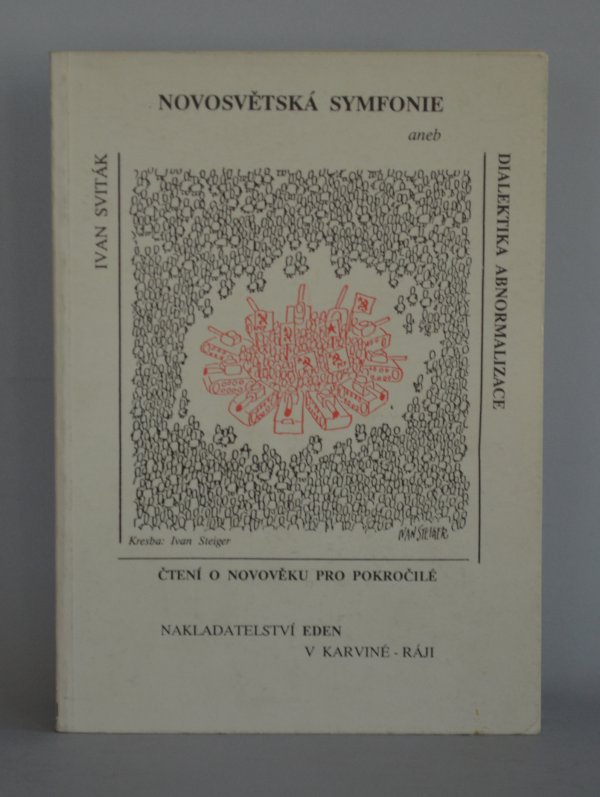 NOVOSVĚTSKÁ SYMFONIE
aneb
IVAN SVITÁK
DIALEKTIKA ABNORMALIZACE
Kresba: Ivan Steiger
IVAN STEIGER
ČTENÍ O NOVOVĚKU PRO POKROČILÉ
NAKLADATELSTVÍ EDEN
V KARVINÉ - RÁJI